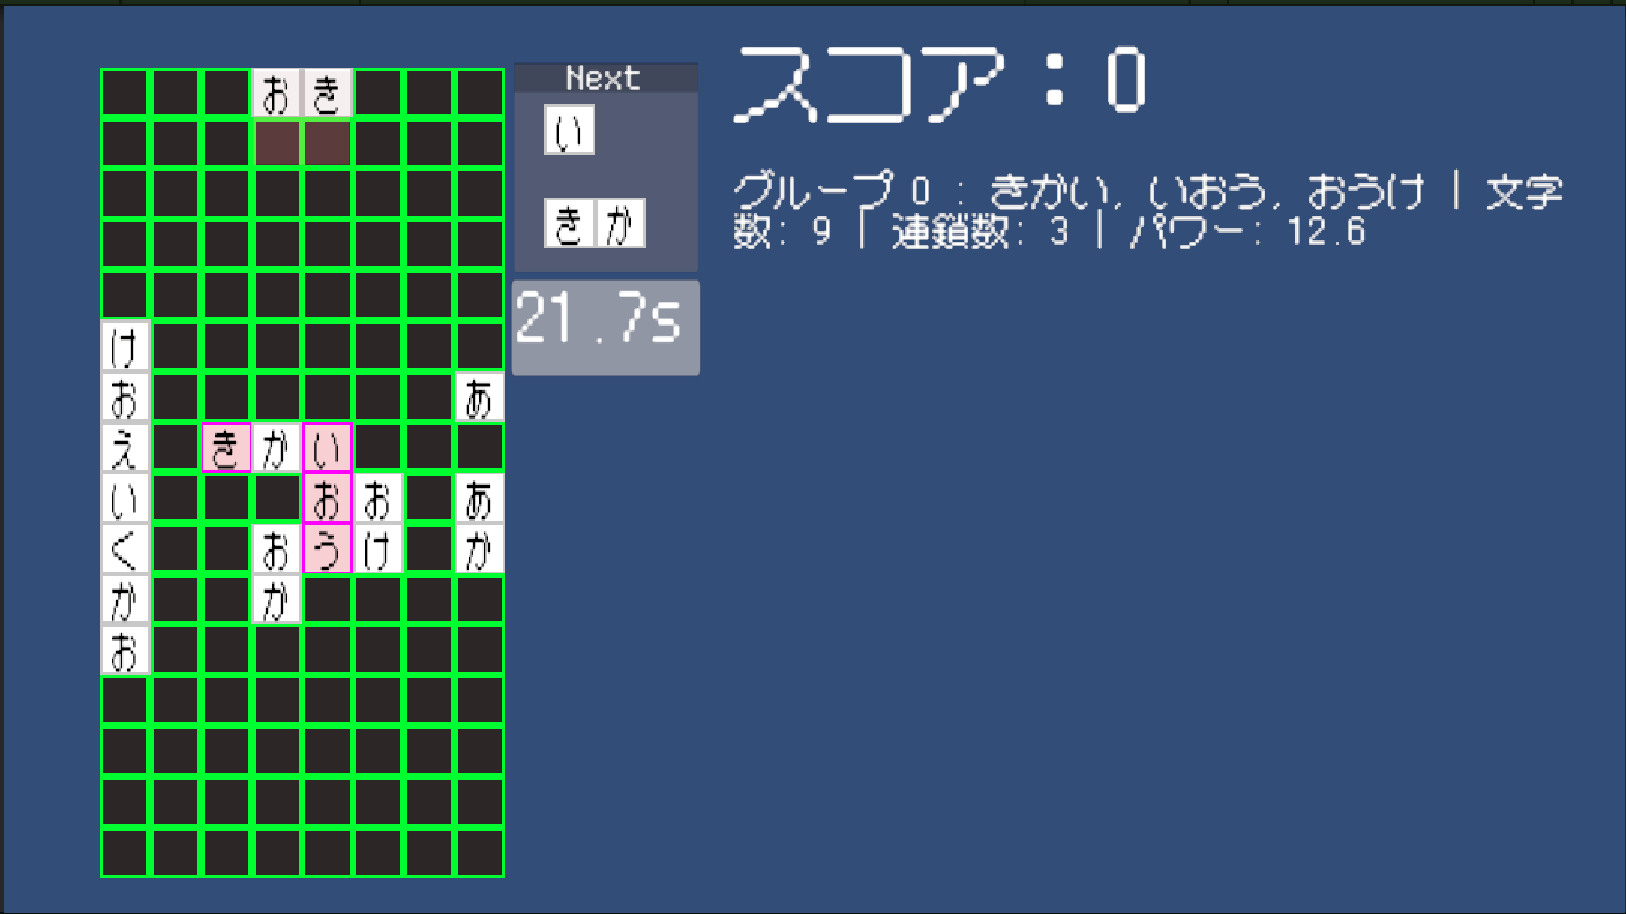 スコア：0
グループ 0 : きかい, いおう, おうけ | 文字
数: 9 | 連鎖数: 3 | パワー: 12.6
Next
い
きか
21.7s
おき
け
おあ
えきかい
いおおあ
くおうけか
かか
お